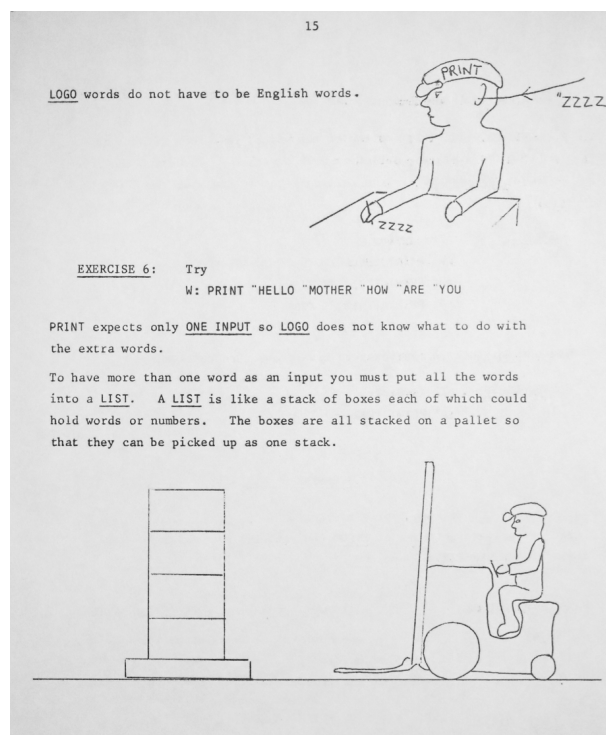 15
PRINT
LOGO words do not have to be English words.
"ZZZZ
ZZZZ
EXERCISE 6: Try
W: PRINT "HELLO "MOTHER "HOW "ARE "YOU
PRINT expects only ONE INPUT so LOGO does not know what to do with
the extra words.
To have more than one word as an input you must put all the words
into a LIST. A LIST is like a stack of boxes each of which could
hold words or numbers. The boxes are all stacked on a pallet so
that they can be picked up as one stack.